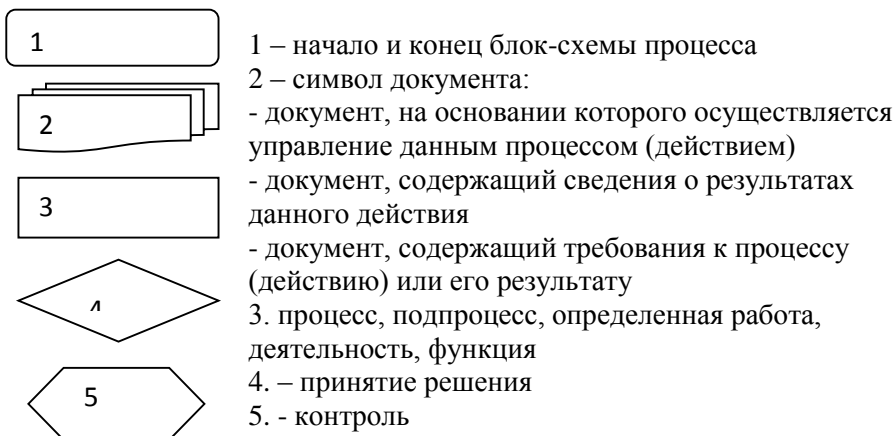 1
2
3
4
5
1 – начало и конец блок-схемы процесса
2 – символ документа:
- документ, на основании которого осуществляется
управление данным процессом (действием)
- документ, содержащий сведения о результатах
данного действия
- документ, содержащий требования к процессу
(действию) или его результату
3. процесс, подпроцесс, определенная работа,
деятельность, функция
4. – принятие решения
5. - контроль